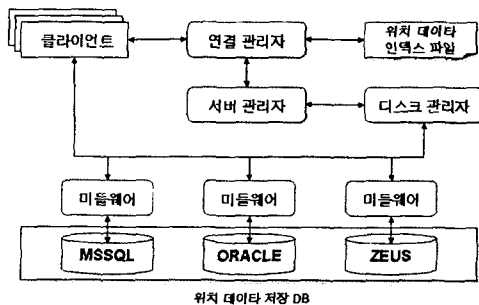 클라이언트
연결 관리자
위치 데이타
인덱스 파일
서버 관리자
디스크 관리자
미들웨어
미들웨어
미들웨어
MSSQL
ORACLE
ZEUS
위치 데이타 저장 DB